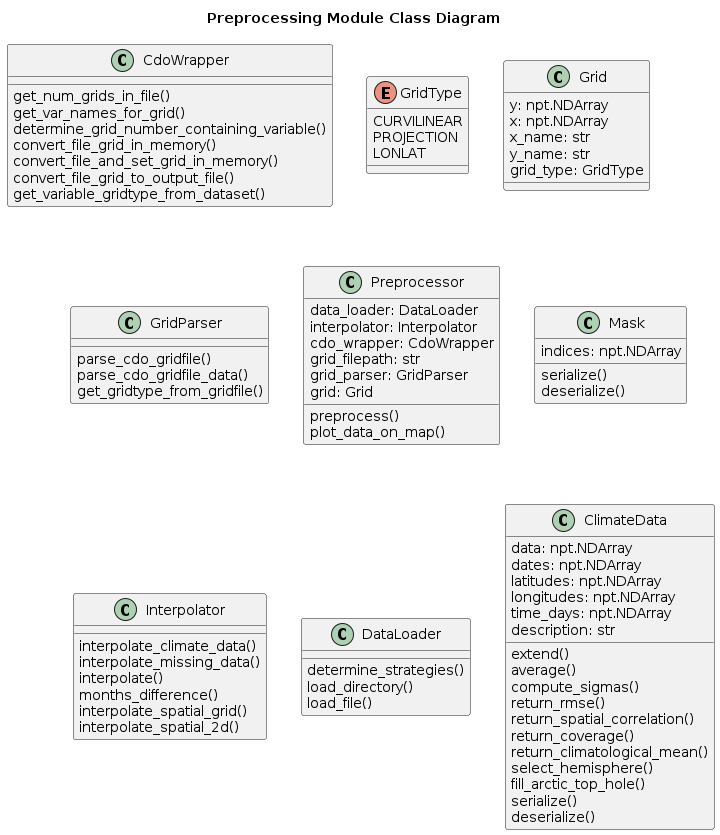 Preprocessing Module Class Diagram
C CdoWrapper
get_num_grids_in_file()
get_var_names_for_grid()
determine_grid_number_containing_variable()
convert_file_grid_in_memory()
convert_file_and_set_grid_in_memory()
convert_file_grid_to_output_file()
get_variable_gridtype_from_dataset()
E GridType
CURVILINEAR
PROJECTION
LONLAT
C Grid
y: npt.NDArray
x: npt.NDArray
x_name: str
y_name: str
grid_type: GridType
C GridParser
parse_cdo_gridfile()
parse_cdo_gridfile_data()
get_gridtype_from_gridfile()
C Preprocessor
data_loader: DataLoader
interpolator: Interpolator
cdo_wrapper: CdoWrapper
grid_filepath: str
grid_parser: GridParser
grid: Grid
preprocess()
plot_data_on_map()
C Mask
indices: npt.NDArray
serialize()
deserialize()
C Interpolator
interpolate_climate_data()
interpolate_missing_data()
interpolate()
months_difference()
interpolate_spatial_grid()
interpolate_spatial_2d()
C DataLoader
determine_strategies()
load_directory()
load_file()
C ClimateData
data: npt.NDArray
dates: npt.NDArray
latitudes: npt.NDArray
longitudes: npt.NDArray
time_days: npt.NDArray
description: str
extend()
average()
compute_sigmas()
return_rmse()
return_spatial_correlation()
return_coverage()
return_climatological_mean()
select_hemisphere()
fill_arctic_top_hole()
serialize()
deserialize()